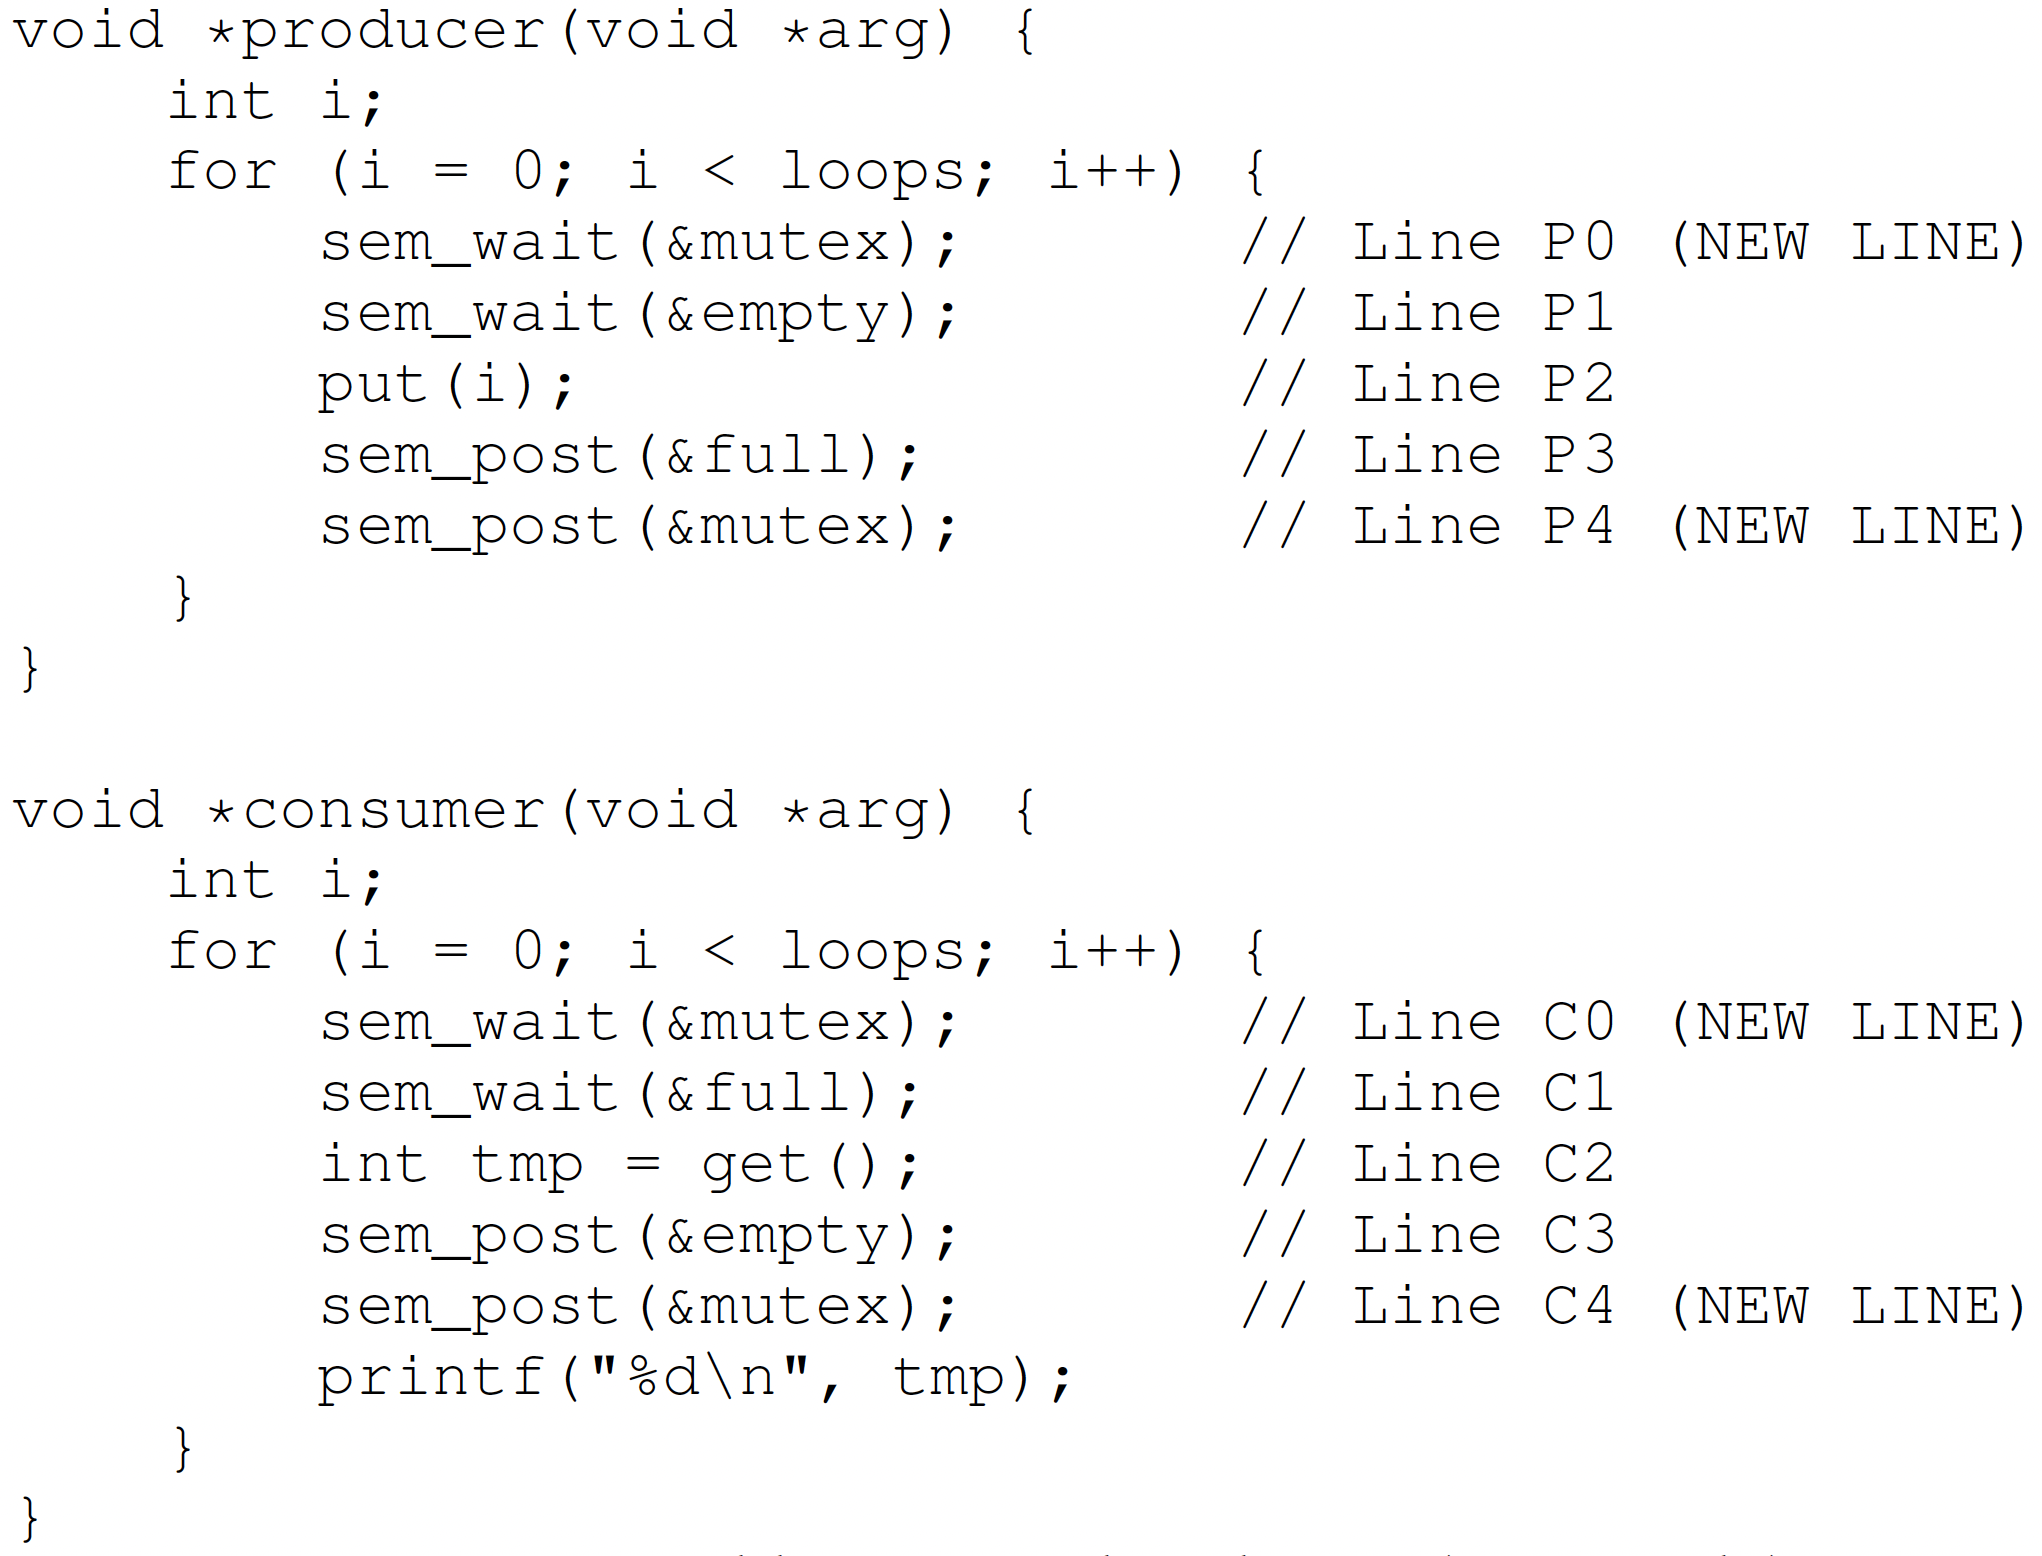 void *producer(void *arg) {
    int i;
    for (i = 0; i < loops; i++) {
        sem_wait(&mutex);        // Line P0 (NEW LINE)
        sem_wait(&empty);        // Line P1
        put(i);                  // Line P2
        sem_post(&full);         // Line P3
        sem_post(&mutex);        // Line P4 (NEW LINE)
    }
}

void *consumer(void *arg) {
    int i;
    for (i = 0; i < loops; i++) {
        sem_wait(&mutex);        // Line C0 (NEW LINE)
        sem_wait(&full);         // Line C1
        int tmp = get();         // Line C2
        sem_post(&empty);        // Line C3
        sem_post(&mutex);        // Line C4 (NEW LINE)
        printf("%d\n", tmp);
    }
}